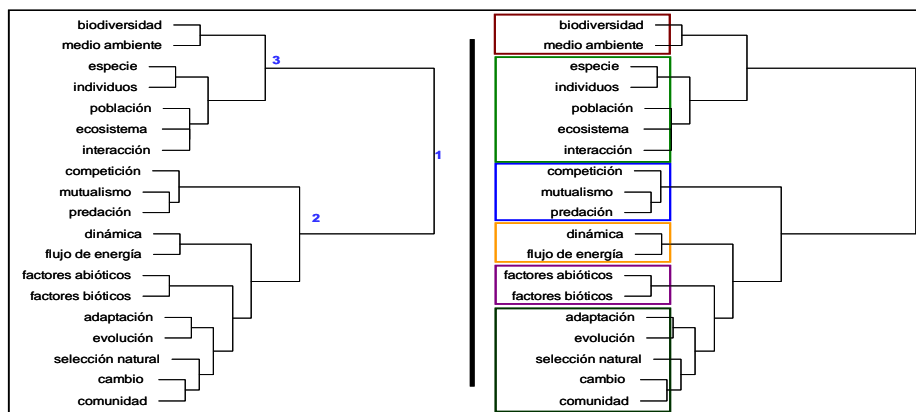 biodiversidad
medio ambiente
especie
individuos
población
ecosistema
interacción
competición
mutualismo
predación
dinámica
flujo de energía
factores abióticos
factores bióticos
adaptación
evolución
selección natural
cambio
comunidad
3
1
2
biodiversidad
medio ambiente
especie
individuos
población
ecosistema
interacción
competición
mutualismo
predación
dinámica
flujo de energía
factores abióticos
factores bióticos
adaptación
evolución
selección natural
cambio
comunidad